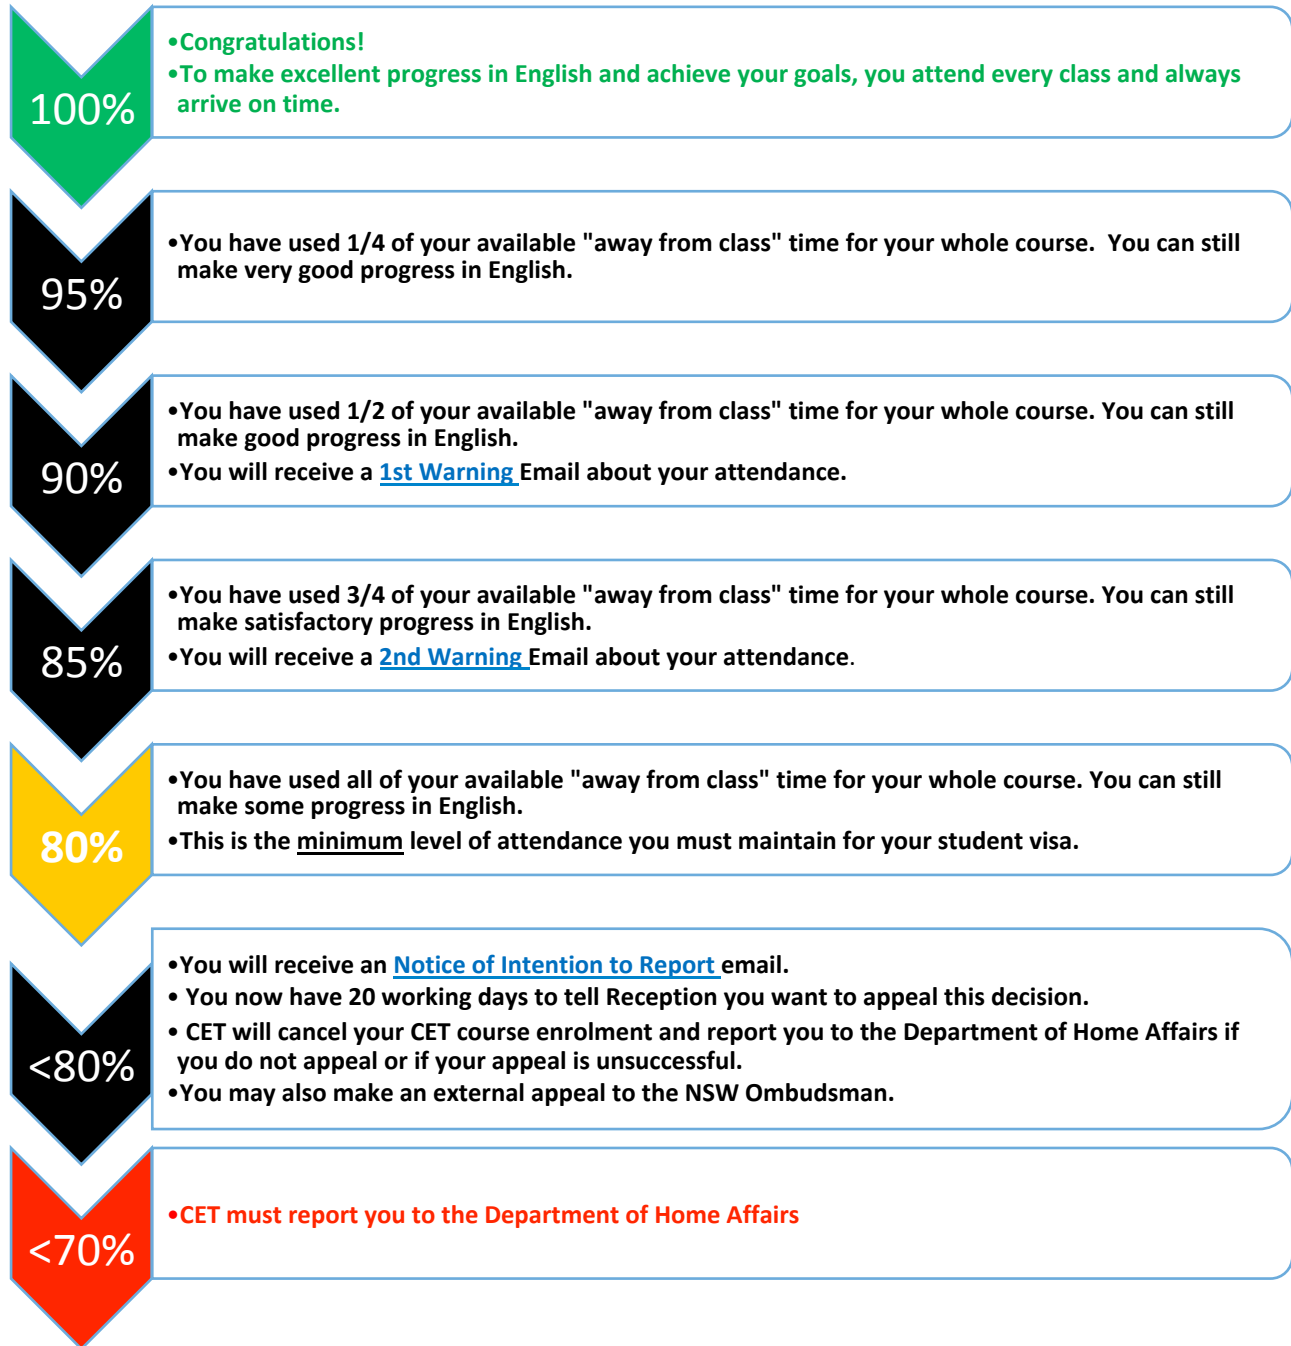 100%
•Congratulations!
•To make excellent progress in English and achieve your goals, you attend every class and always
arrive on time.
95%
•You have used 1/4 of your available "away from class" time for your whole course.  You can still
make very good progress in English.
90%
•You have used 1/2 of your available "away from class" time for your whole course. You can still
make good progress in English.
•You will receive a 1st Warning Email about your attendance.
85%
•You have used 3/4 of your available "away from class" time for your whole course. You can still
make satisfactory progress in English.
•You will receive a 2nd Warning Email about your attendance.
80%
•You have used all of your available "away from class" time for your whole course. You can still
make some progress in English.
•This is the minimum level of attendance you must maintain for your student visa.
<80%
•You will receive an Notice of Intention to Report email.
• You now have 20 working days to tell Reception you want to appeal this decision.
• CET will cancel your CET course enrolment and report you to the Department of Home Affairs if
you do not appeal or if your appeal is unsuccessful.
•You may also make an external appeal to the NSW Ombudsman.
<70%
•CET must report you to the Department of Home Affairs